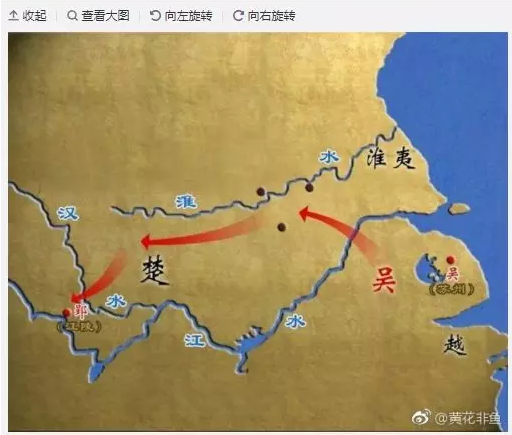 收起 查看大图 向左旋转 向右旋转
淮夷
水
淮
汉
楚
吴
吴
(苏州)
郢
(江陵)
水
江
水
越
@黄花非鱼